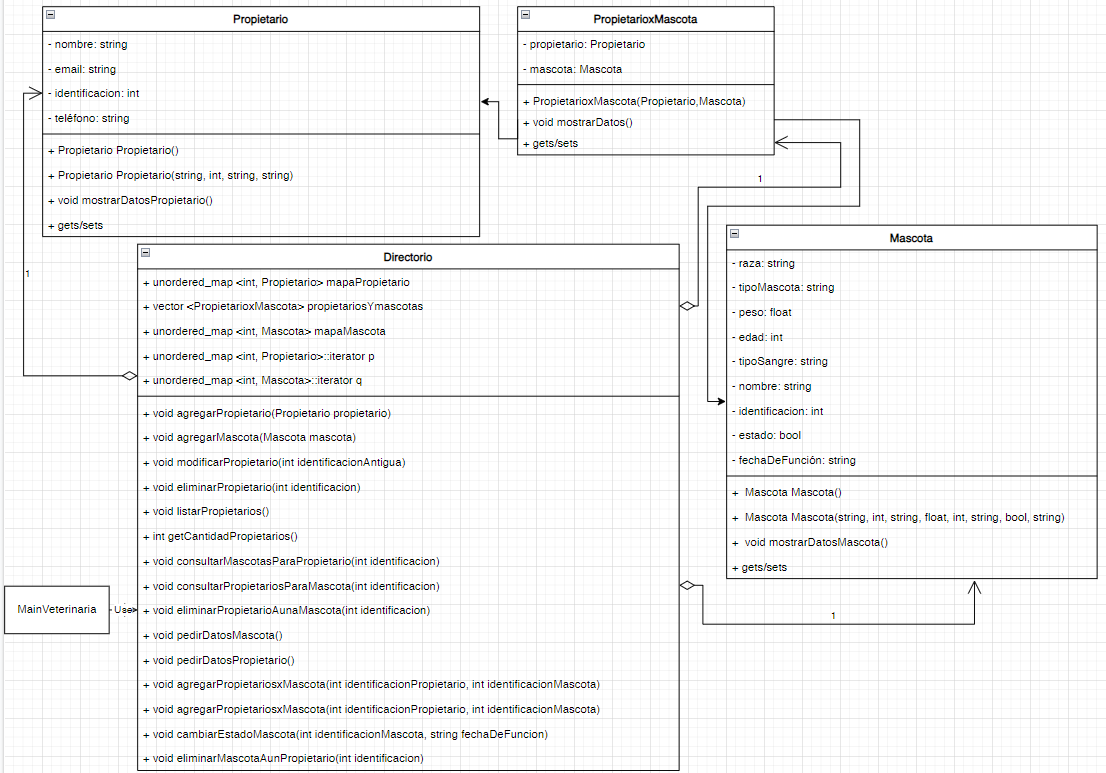 Propietario
- nombre: string
- email: string
- identificacion: int
- teléfono: string
+ Propietario Propietario()
+ Propietario Propietario(string, int, string, string)
+ void mostrarDatosPropietario()
+ gets/sets
PropietarioxMascota
- propietario: Propietario
- mascota: Mascota
+ PropietarioxMascota(Propietario,Mascota)
+ void mostrarDatos()
+ gets/sets
1
1
Mascota
- raza: string
- tipoMascota: string
- peso: float
- edad: int
- tipoSangre: string
- nombre: string
- identificacion: int
- estado: bool
- fechaDeFunción: string
+ Mascota Mascota()
+ Mascota Mascota(string, int, string, float, int, string, bool, string)
+ void mostrarDatosMascota()
+ gets/sets
Directorio
+ unordered_map <int, Propietario> mapaPropietario
+ vector <PropietarioxMascota> propietariosYmascotas
+ unordered_map <int, Mascota> mapaMascota
+ unordered_map <int, Propietario>::iterator p
+ unordered_map <int, Mascota>::iterator q
+ void agregarPropietario(Propietario propietario)
+ void agregarMascota(Mascota mascota)
+ void modificarPropietario(int identificacionAntigua)
+ void eliminarPropietario(int identificacion)
+ void listarPropietarios()
+ int getCantidadPropietarios()
+ void consultarMascotasParaPropietario(int identificacion)
+ void consultarPropietariosParaMascota(int identificacion)
+ void eliminarPropietarioAunaMascota(int identificacion)
+ void pedirDatosMascota()
+ void pedirDatosPropietario()
+ void agregarPropietariosxMascota(int identificacionPropietario, int identificacionMascota)
+ void agregarPropietariosxMascota(int identificacionPropietario, int identificacionMascota)
+ void cambiarEstadoMascota(int identificacionMascota, string fechaDeFuncion)
+ void eliminarMascotaAunPropietario(int identificacion)
MainVeterinaria
Use
1